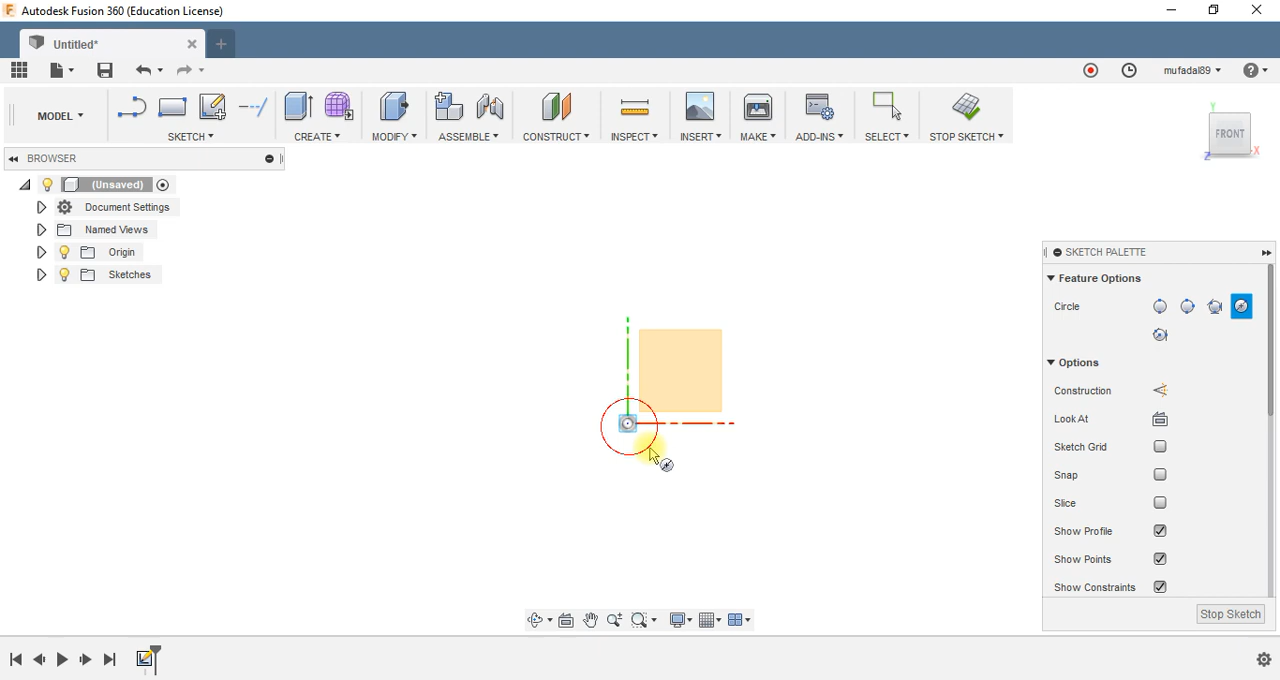 Autodesk Fusion 360 (Education License)
Untitled*
mufadal89
MODEL
SKETCH
CREATE
MODIFY
ASSEMBLE
CONSTRUCT
INSPECT
INSERT
MAKE
ADD-INS
SELECT
STOP SKETCH
Y
FRONT
X
Z
BROWSER
(Unsaved)
Document Settings
Named Views
Origin
Sketches
SKETCH PALETTE
Feature Options
Circle
Options
Construction
Look At
Sketch Grid
Snap
Slice
Show Profile
Show Points
Show Constraints
Stop Sketch